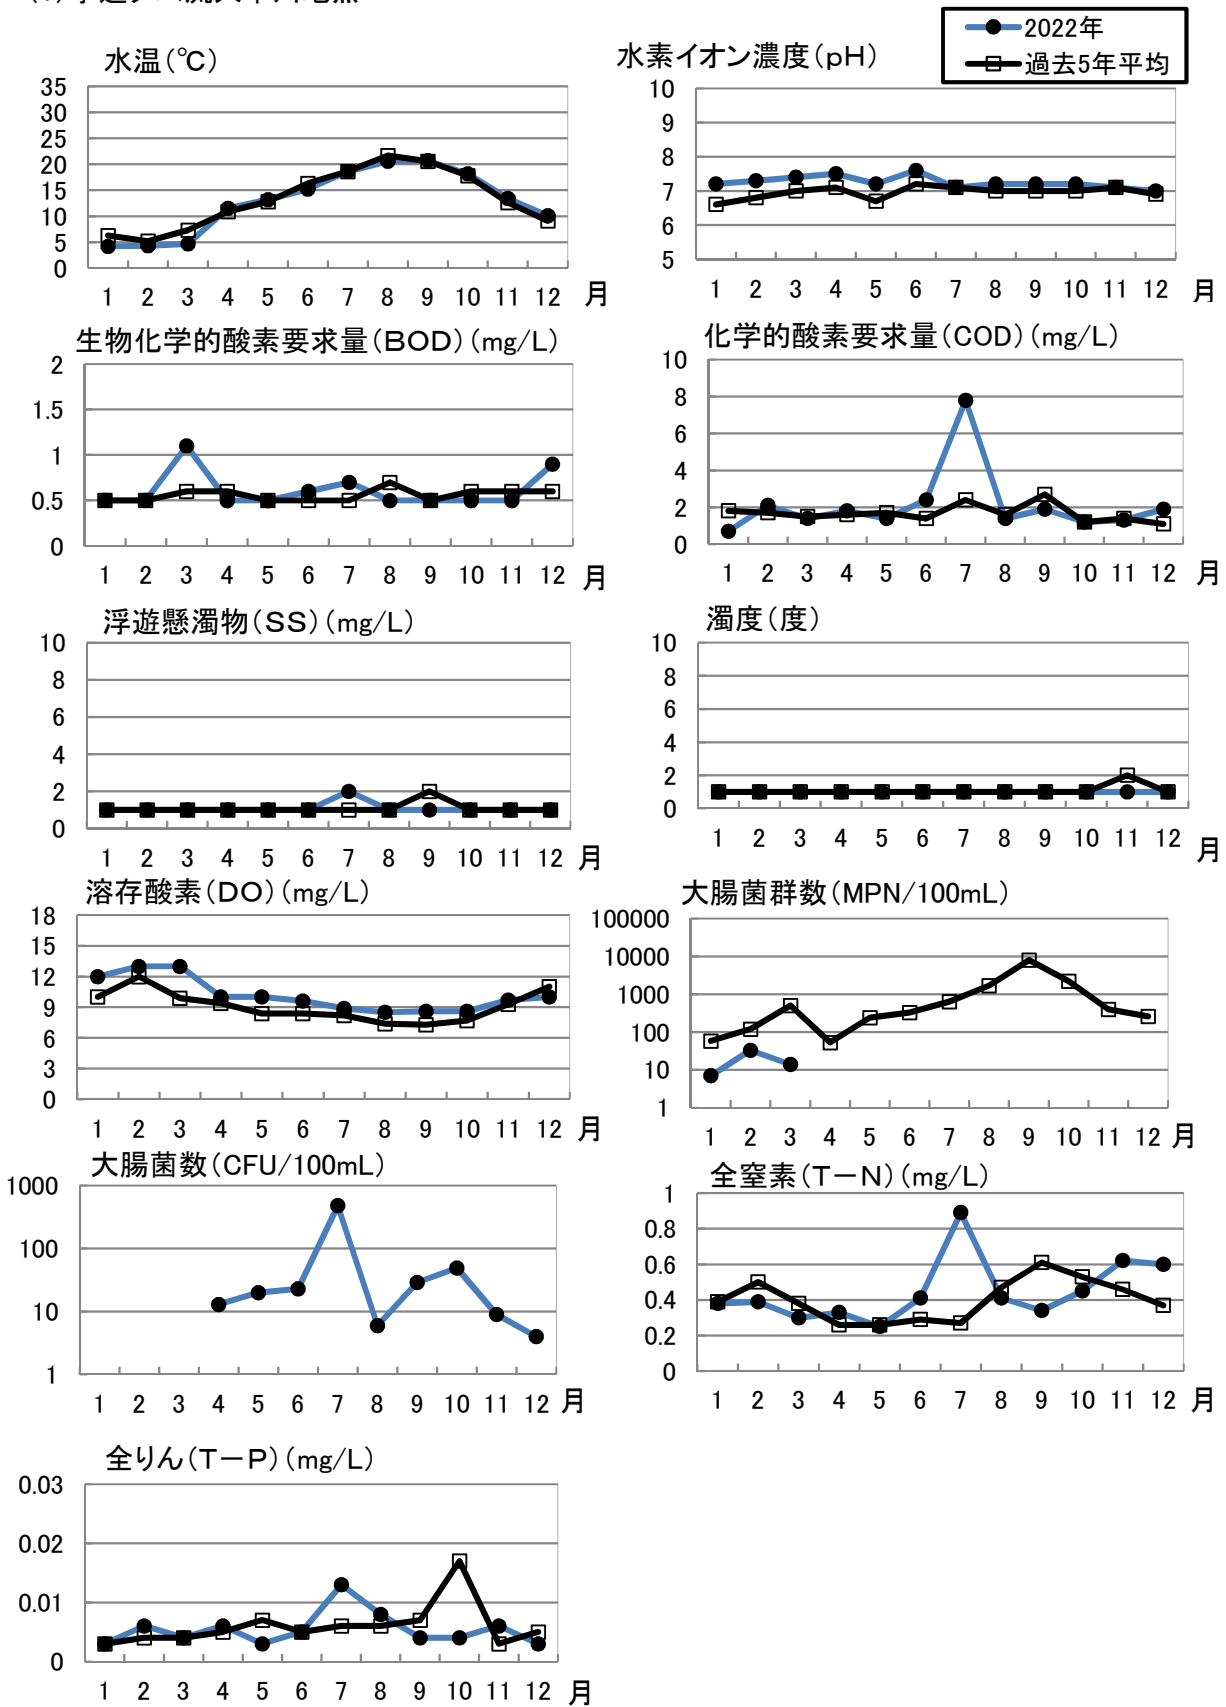 2022年
過去5年平均
水温(℃)
35
30
25
20
15
10
5
0
1 2 3 4 5 6 7 8 9 10 11 12 月
水素イオン濃度(pH)
10
9
8
7
6
5
1 2 3 4 5 6 7 8 9 10 11 12 月
生物化学的酸素要求量(BOD)(mg/L)
2
1.5
1
0.5
0
1 2 3 4 5 6 7 8 9 10 11 12 月
化学的酸素要求量(COD)(mg/L)
10
8
6
4
2
0
1 2 3 4 5 6 7 8 9 10 11 12 月
浮遊懸濁物(SS)(mg/L)
10
8
6
4
2
0
1 2 3 4 5 6 7 8 9 10 11 12 月
濁度(度)
10
8
6
4
2
0
1 2 3 4 5 6 7 8 9 10 11 12 月
溶存酸素(DO)(mg/L)
18
15
12
9
6
3
0
1 2 3 4 5 6 7 8 9 10 11 12 月
大腸菌群数(MPN/100mL)
100000
10000
1000
100
10
1
1 2 3 4 5 6 7 8 9 10 11 12 月
大腸菌数(CFU/100mL)
1000
100
10
1
1 2 3 4 5 6 7 8 9 10 11 12 月
全窒素(T-N)(mg/L)
1
0.8
0.6
0.4
0.2
0
1 2 3 4 5 6 7 8 9 10 11 12 月
全りん(T-P)(mg/L)
0.03
0.02
0.01
0
1 2 3 4 5 6 7 8 9 10 11 12 月